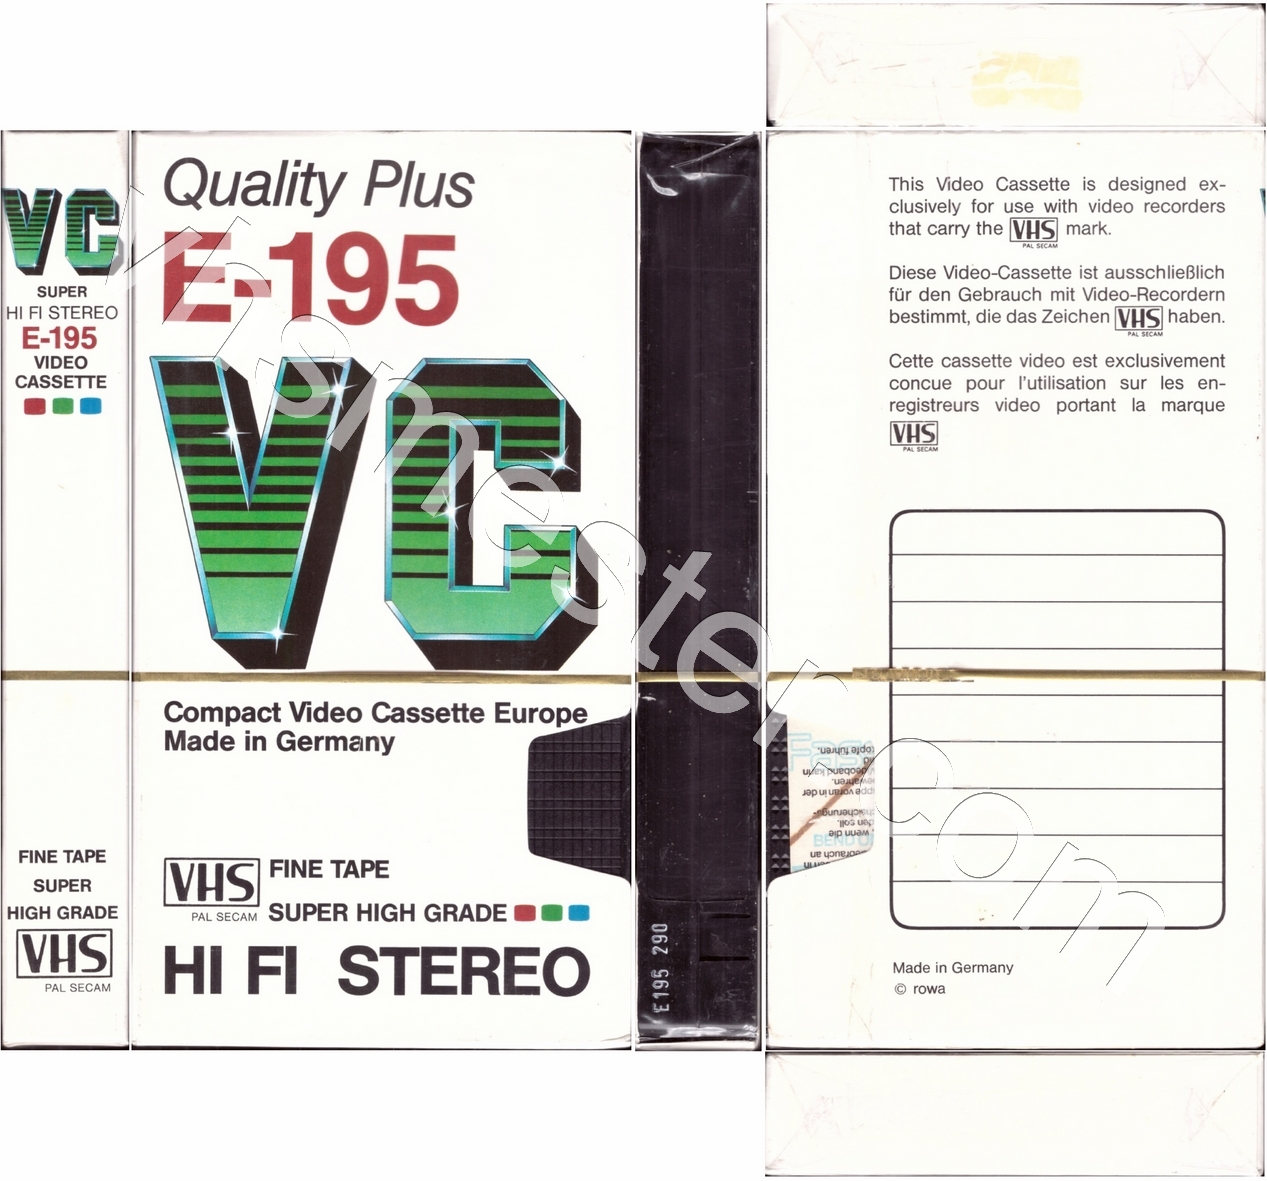 VC
SUPER
HI FI STEREO
E-195
VIDEO
CASSETTE
FINE TAPE
SUPER
HIGH GRADE
VHS
PAL SECAM
Quality Plus
E-195
VC
Compact Video Cassette Europe
Made in Germany
VHS FINE TAPE
PAL SECAM SUPER HIGH GRADE
HI FI STEREO
E195 290
This Video Cassette is designed ex-
clusively for use with video recorders
that carry the VHS mark.
PAL SECAM
Diese Video-Cassette ist ausschließlich
für den Gebrauch mit Video-Recordern
bestimmt, die das Zeichen VHS haben.
PAL SECAM
Cette cassette video est exclusivement
concue pour l'utilisation sur les en-
registreurs video portant la marque
VHS
PAL SECAM
Made in Germany
© rowa
vhsmester.com